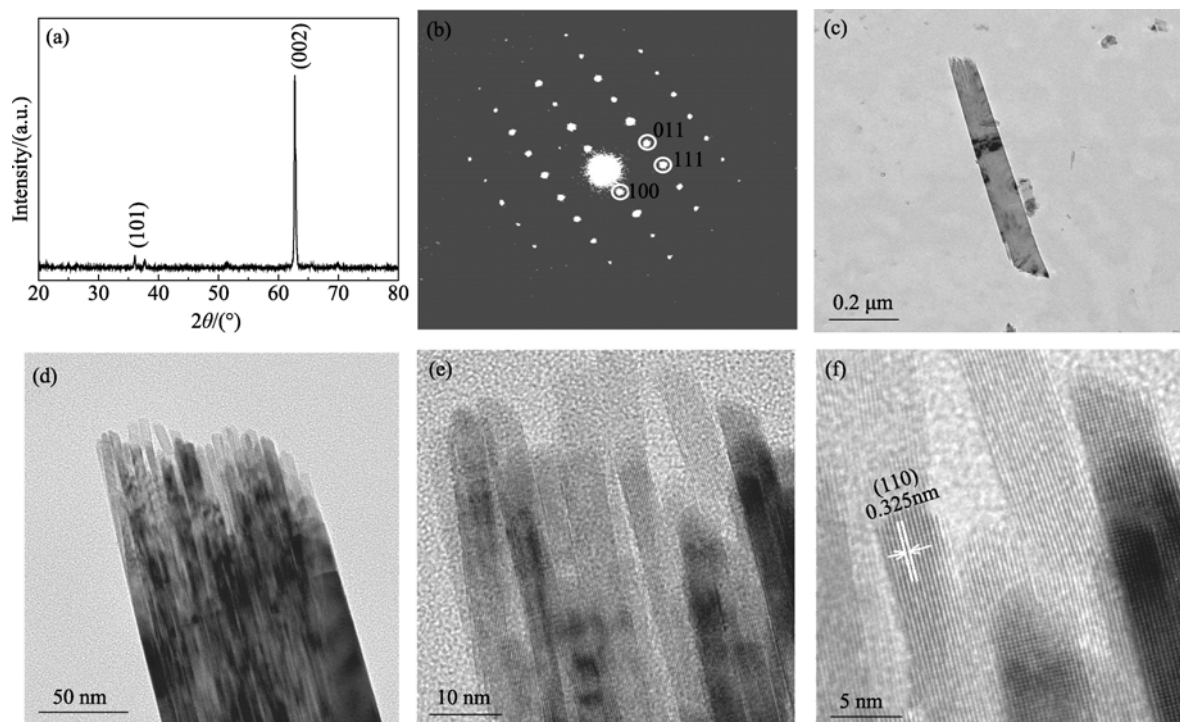 (a)
(002)
(101)
Intensity/(a.u.)
20 30 40 50 60 70 80
2θ/(°)
(b)
011
111
100
(c)
0.2 μm
(d)
50 nm
(e)
10 nm
(f)
(110)
0.325nm
5 nm